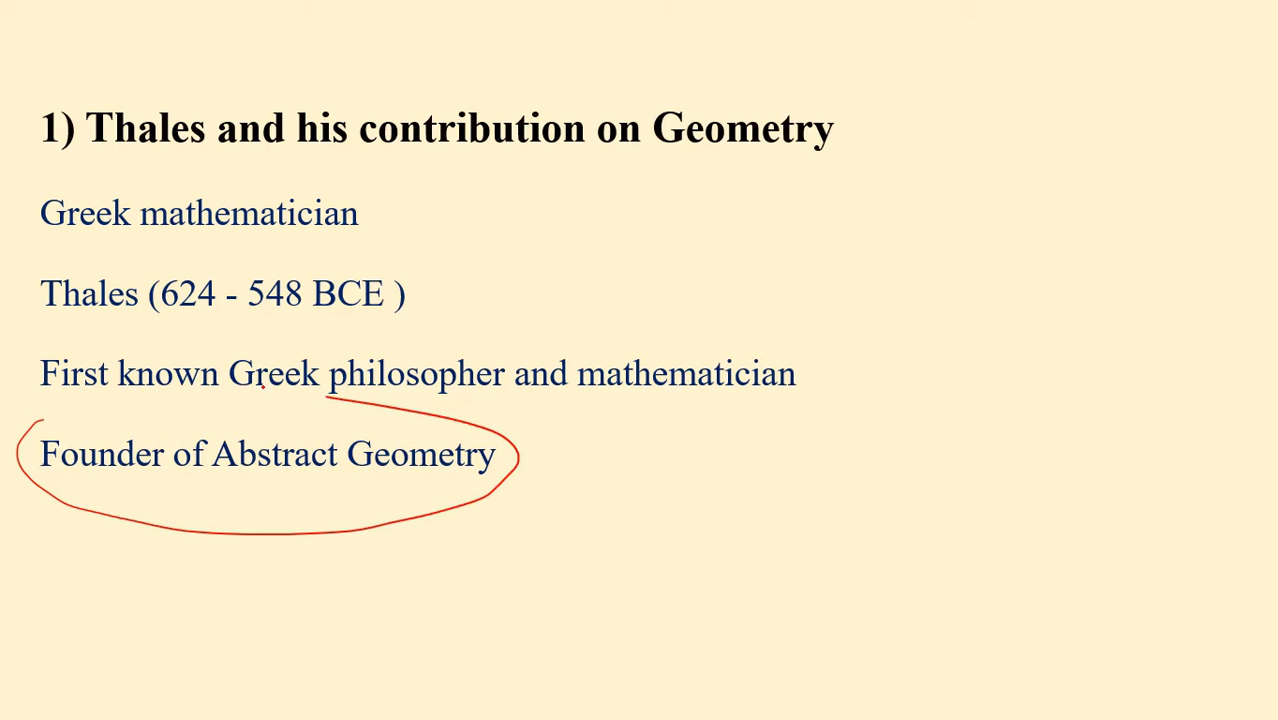 1) Thales and his contribution on Geometry
Greek mathematician
Thales (624 - 548 BCE )
First known Greek philosopher and mathematician
Founder of Abstract Geometry